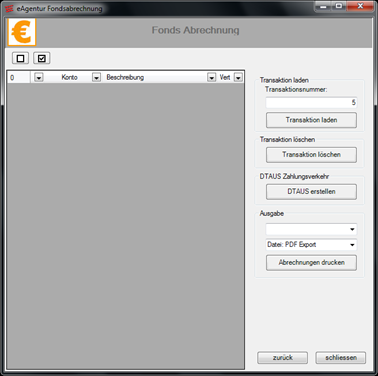 eAgentur Fondsabrechnung
€
Fonds Abrechnung
0 Konto Beschreibung Vert
Transaktion laden
Transaktionsnummer:
5
Transaktion laden
Transaktion löschen
Transaktion löschen
DTAUS Zahlungsverkehr
DTAUS erstellen
Ausgabe
Datei: PDF Export
Abrechnungen drucken
zurück schliessen